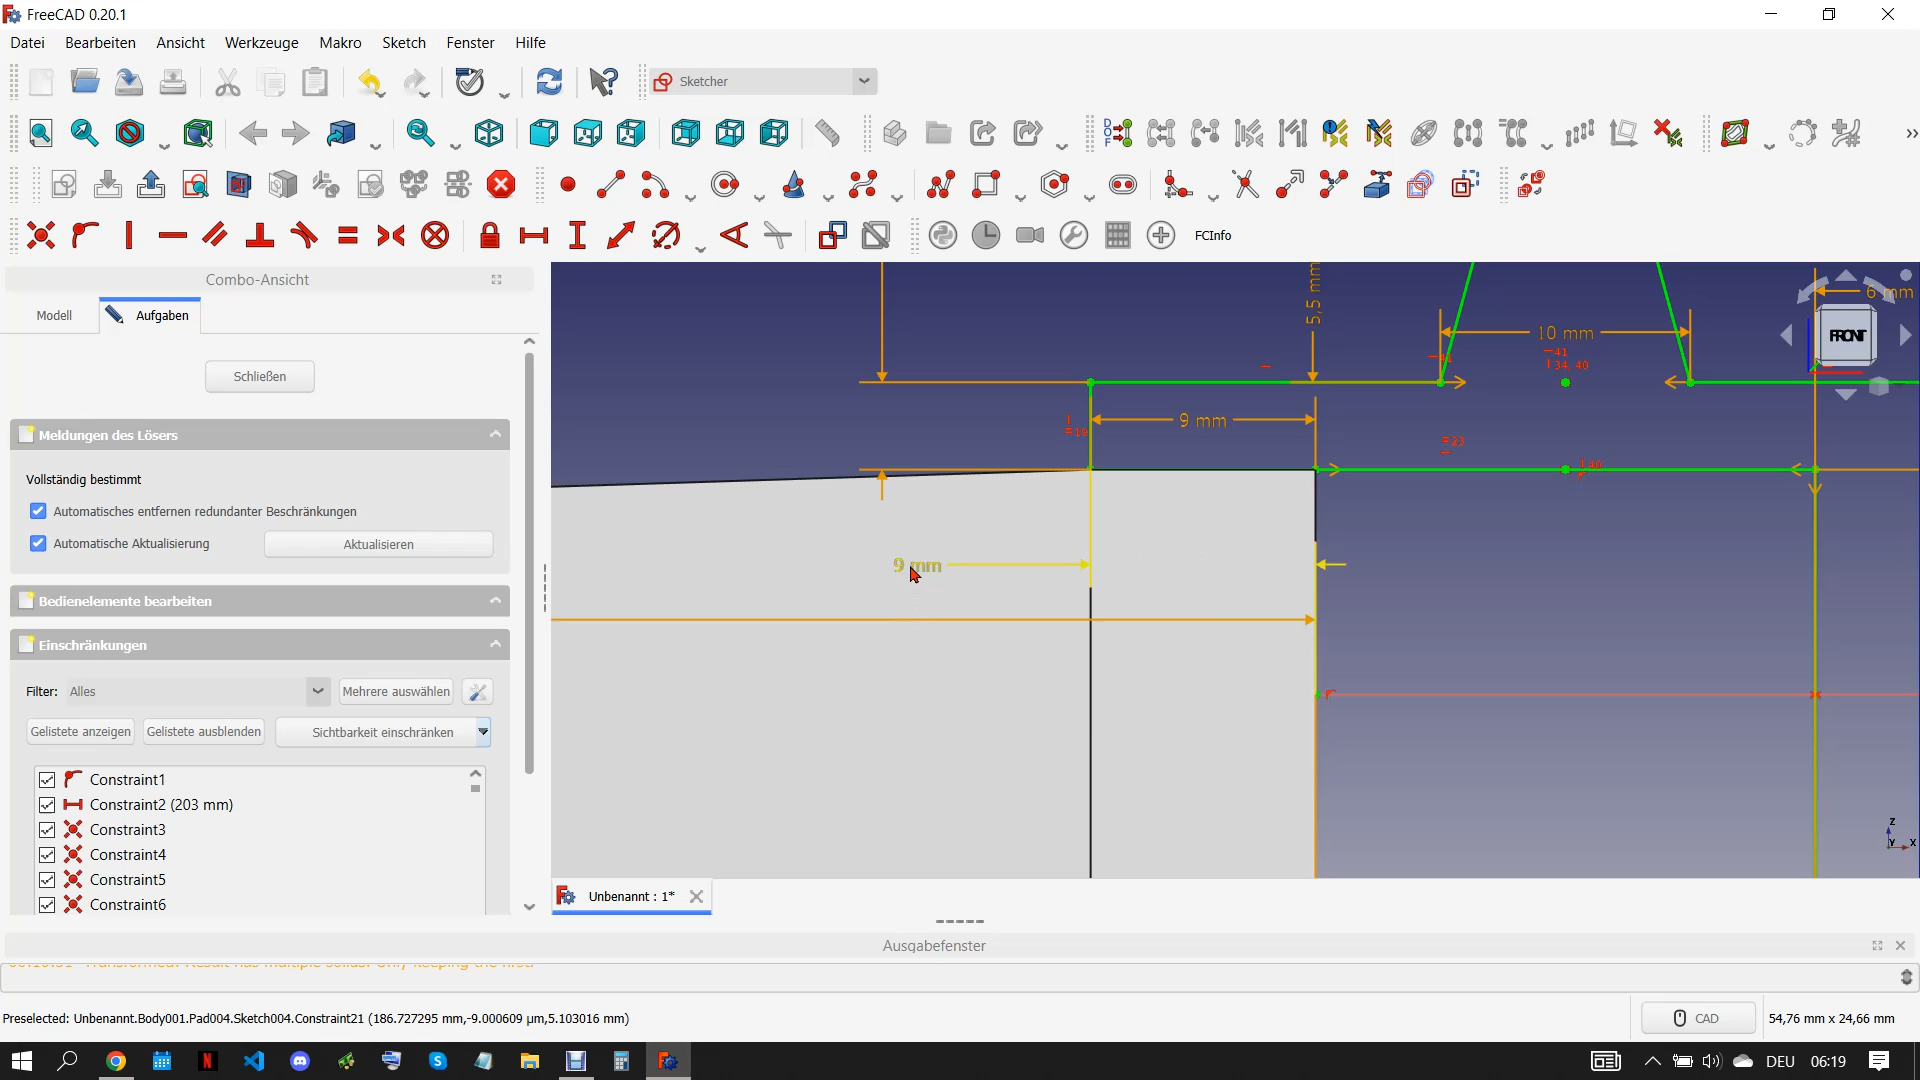 FreeCAD 0.20.1
Datei Bearbeiten Ansicht Werkzeuge Makro Sketch Fenster Hilfe
Sketcher
FCInfo
Combo-Ansicht
Modell Aufgaben
Schließen
Meldungen des Lösers
Vollständig bestimmt
Automatisches entfernen redundanter Beschränkungen
Automatische Aktualisierung Aktualisieren
Bedienelemente bearbeiten
Einschränkungen
Filter: Alles Mehrere auswählen
Gelistete anzeigen Gelistete ausblenden Sichtbarkeit einschränken
Constraint1
Constraint2 (203 mm)
Constraint3
Constraint4
Constraint5
Constraint6
5,5 mm
6 mm
FRONT
10 mm
9 mm
9 mm
Z
Y X
Unbenannt : 1*
Ausgabefenster
Preselected: Unbenannt.Body001.Pad004.Sketch004.Constraint21 (186.727295 mm,-9.000609 µm,5.103016 mm)
CAD
54,76 mm x 24,66 mm
DEU 06:19